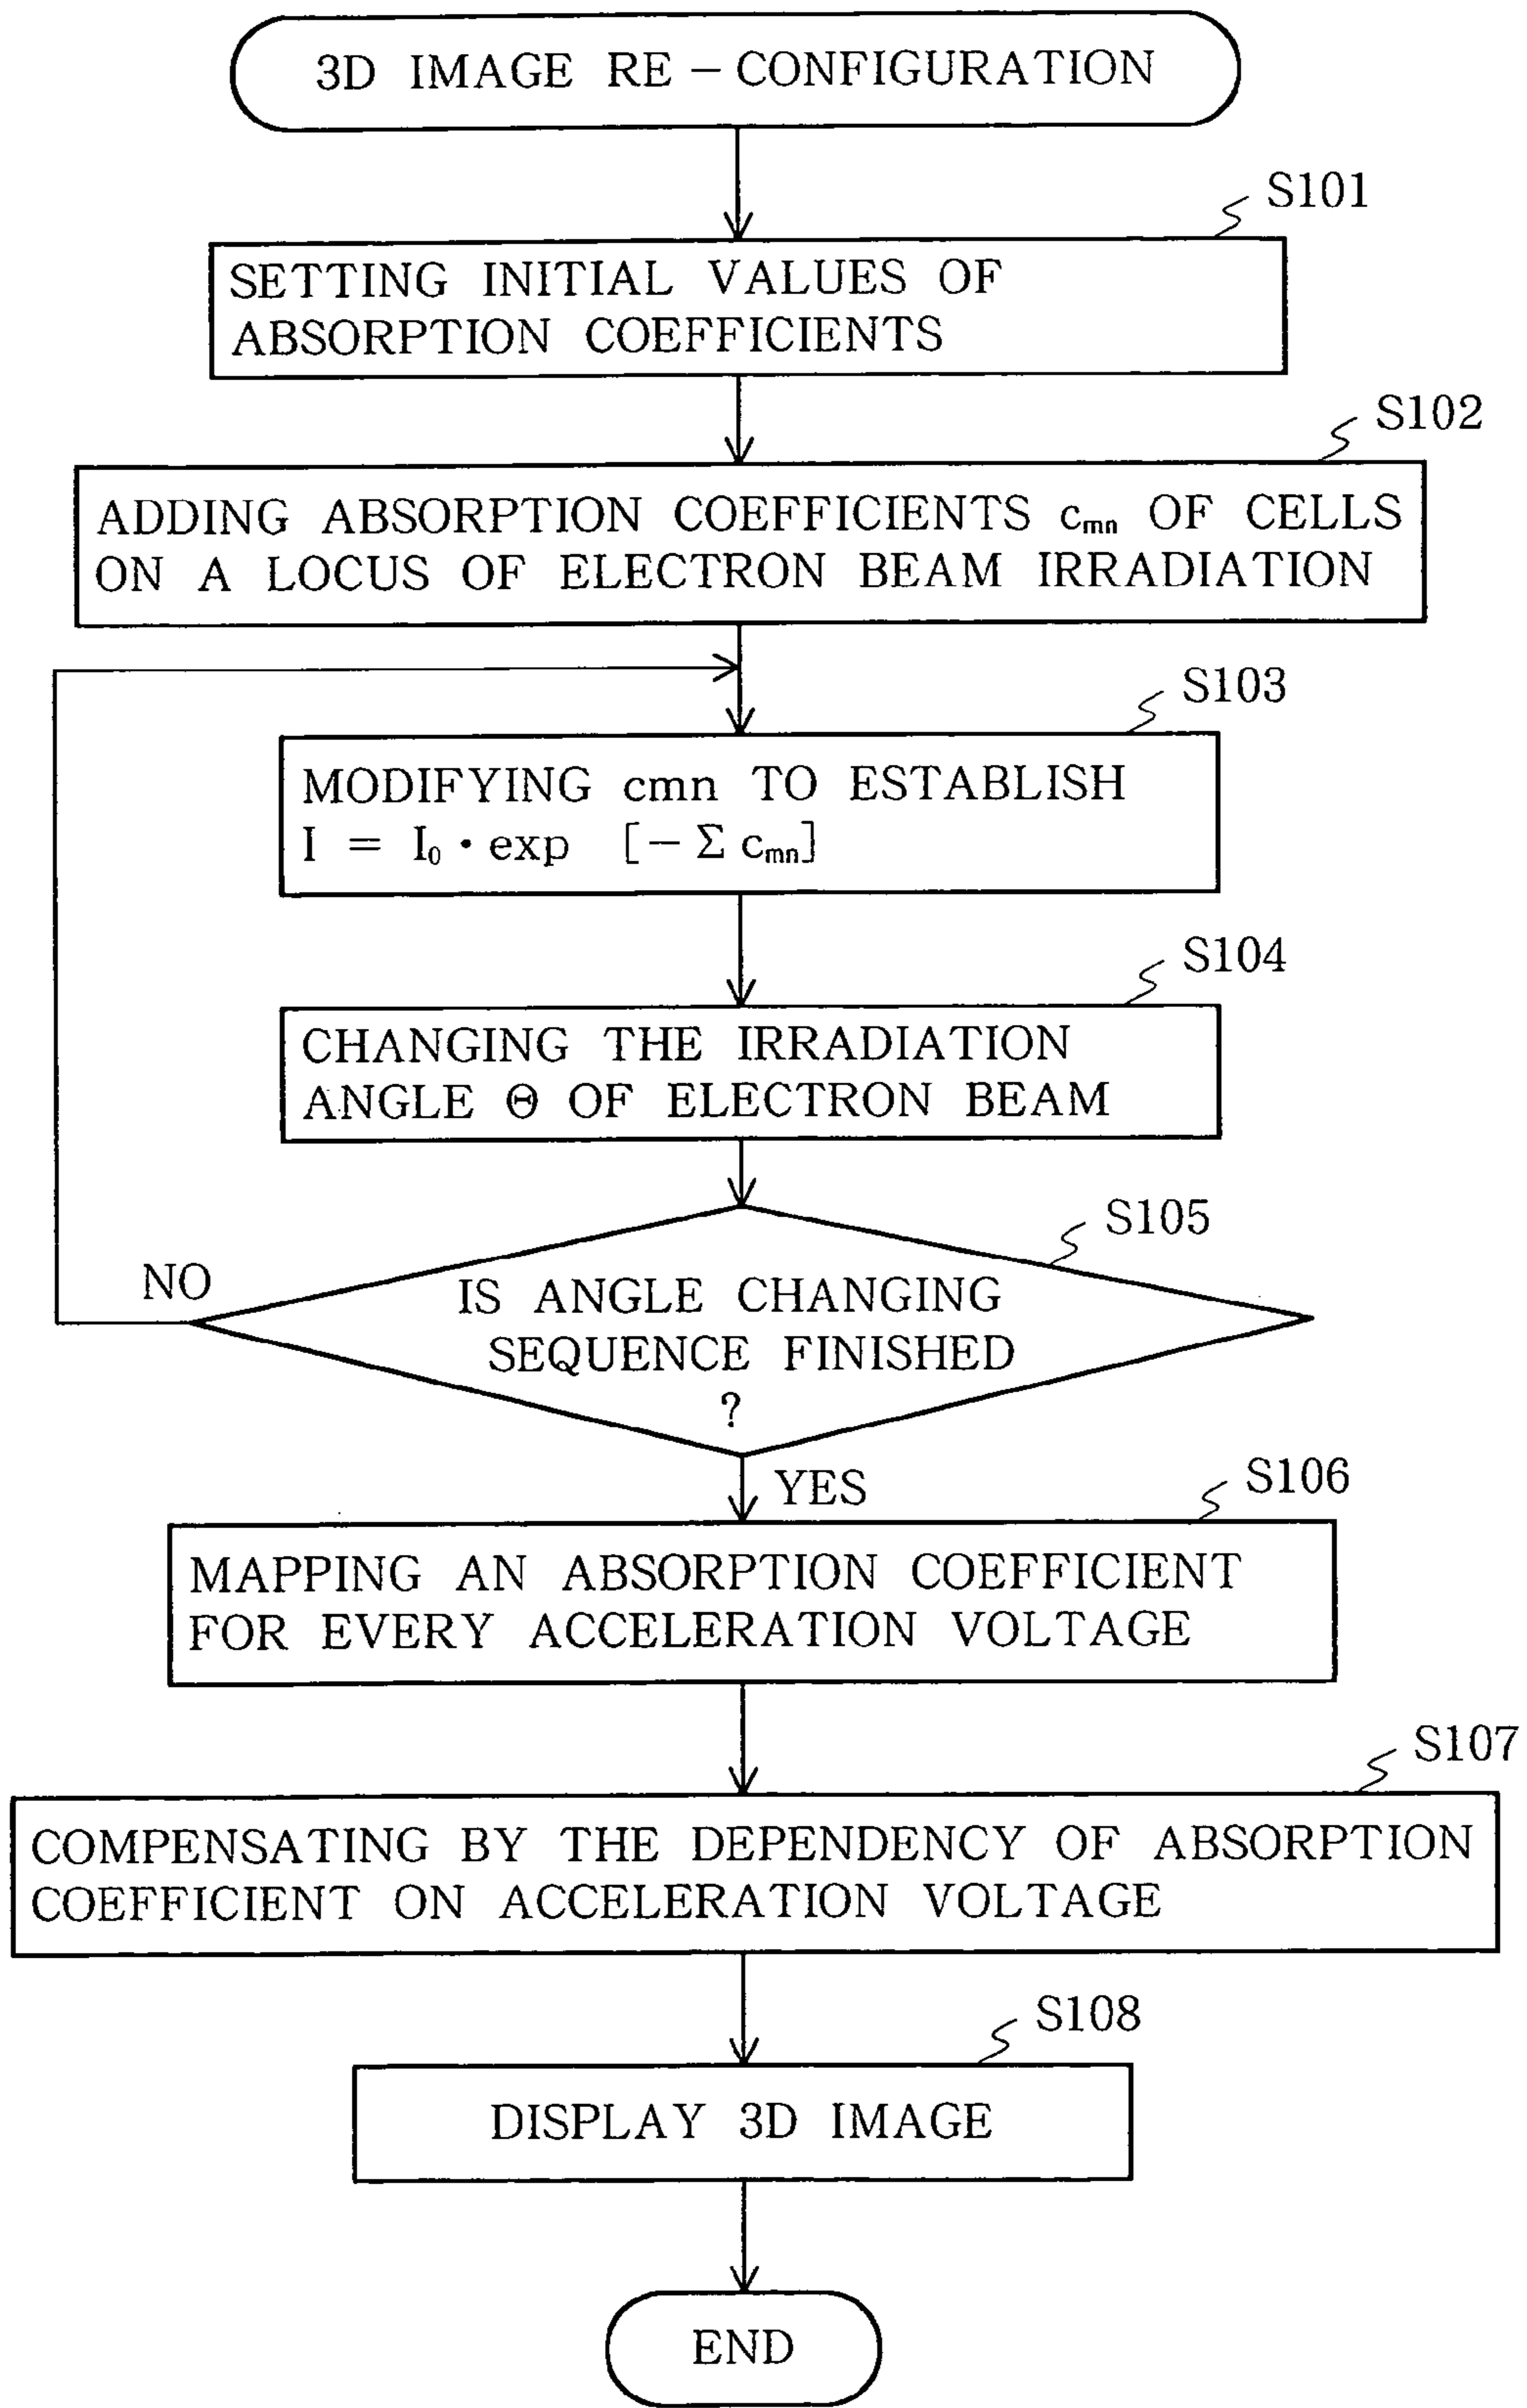 3D IMAGE RE-CONFIGURATION
S101
SETTING INITIAL VALUES OF
ABSORPTION COEFFICIENTS
S102
ADDING ABSORPTION COEFFICIENTS cmn OF CELLS
ON A LOCUS OF ELECTRON BEAM IRRADIATION
S103
MODIFYING cmn TO ESTABLISH
I = I₀・exp [-Σ cmn]
S104
CHANGING THE IRRADIATION
ANGLE Θ OF ELECTRON BEAM
S105
NO
IS ANGLE CHANGING
SEQUENCE FINISHED
?
YES
S106
MAPPING AN ABSORPTION COEFFICIENT
FOR EVERY ACCELERATION VOLTAGE
S107
COMPENSATING BY THE DEPENDENCY OF ABSORPTION
COEFFICIENT ON ACCELERATION VOLTAGE
S108
DISPLAY 3D IMAGE
END